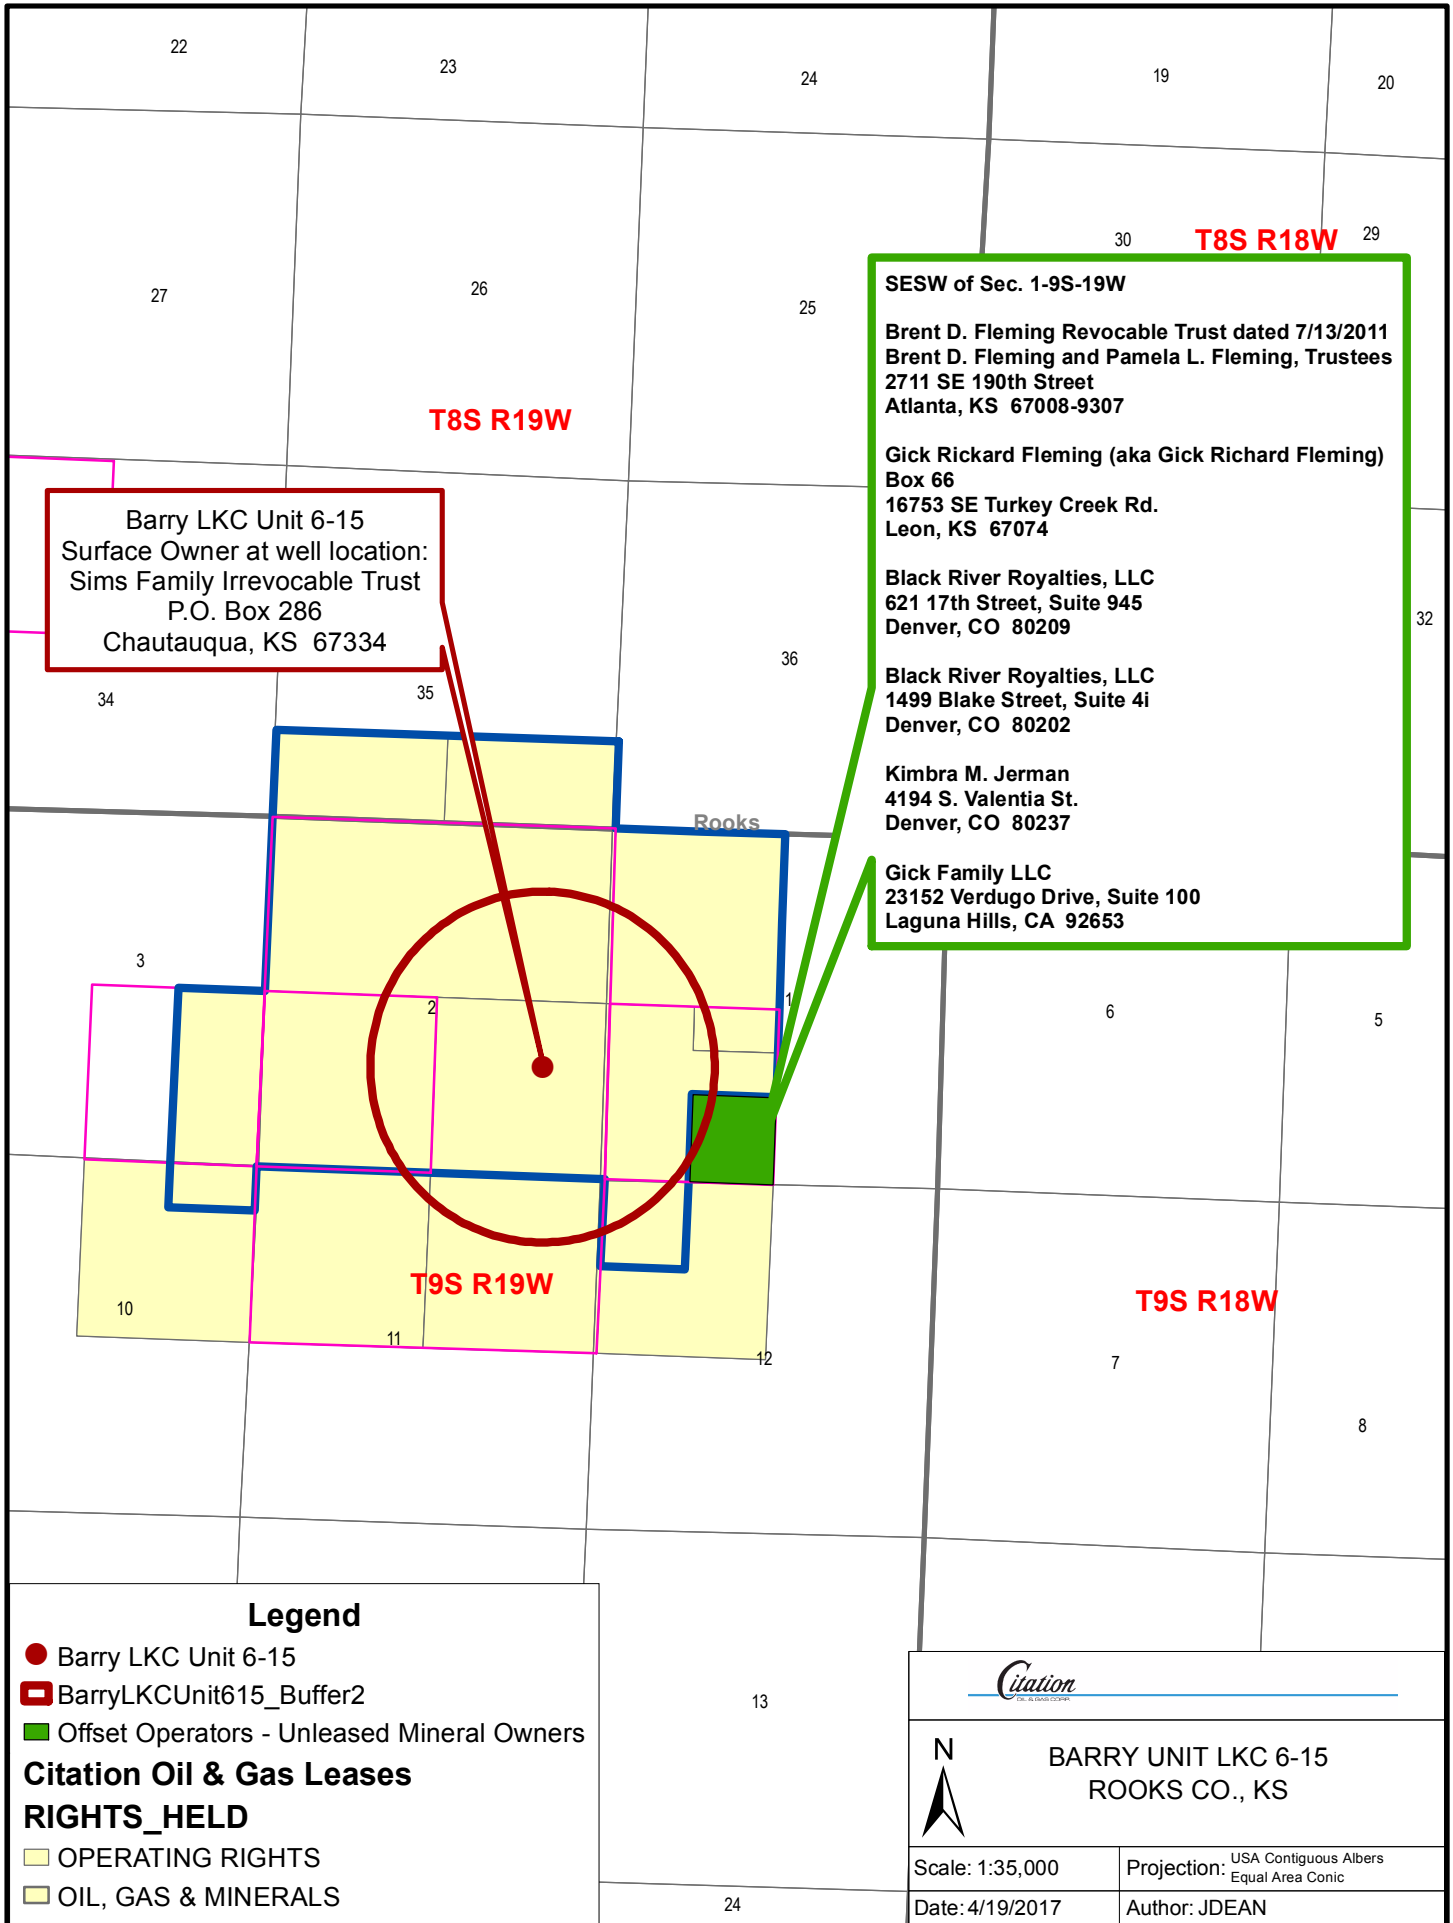 22
23
24
19
20
27
26
25
30
T8S R18W
29
T8S R19W
SESW of Sec. 1-9S-19W
Brent D. Fleming Revocable Trust dated 7/13/2011
Brent D. Fleming and Pamela L. Fleming, Trustees
2711 SE 190th Street
Atlanta, KS 67008-9307
Gick Rickard Fleming (aka Gick Richard Fleming)
Box 66
16753 SE Turkey Creek Rd.
Leon, KS 67074
Black River Royalties, LLC
621 17th Street, Suite 945
Denver, CO 80209
Black River Royalties, LLC
1499 Blake Street, Suite 4i
Denver, CO 80202
Kimbra M. Jerman
4194 S. Valentia St.
Denver, CO 80237
Gick Family LLC
23152 Verdugo Drive, Suite 100
Laguna Hills, CA 92653
Barry LKC Unit 6-15
Surface Owner at well location:
Sims Family Irrevocable Trust
P.O. Box 286
Chautauqua, KS 67334
32
34
35
36
Rooks
3
2
1
6
5
T9S R19W
T9S R18W
10
11
12
7
8
13
24
Legend
Barry LKC Unit 6-15
BarryLKCUnit615_Buffer2
Offset Operators - Unleased Mineral Owners
Citation Oil & Gas Leases
RIGHTS_HELD
OPERATING RIGHTS
OIL, GAS & MINERALS
Citation
OIL & GAS CORP.
N
BARRY UNIT LKC 6-15
ROOKS CO., KS
Scale: 1:35,000
Projection: USA Contiguous Albers
Equal Area Conic
Date: 4/19/2017
Author: JDEAN